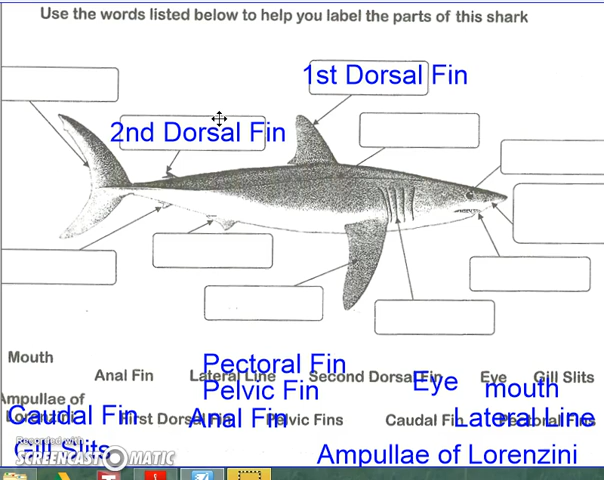 Use the words listed below to help you label the parts of this shark
1st Dorsal Fin
2nd Dorsal Fin
Mouth
Pectoral Fin
Anal Fin Lateral Line Second Dorsal Fin Eye Gill Slits
Pelvic Fin Eye mouth
Ampullae of
Lorenzini First Dorsal Fin Pelvic Fins Caudal Fin Pectoral Fins
Caudal Fin Anal Fin Lateral Line
Recorded with
Gill Slits Ampullae of Lorenzini
SCREENCAST-O-MATIC